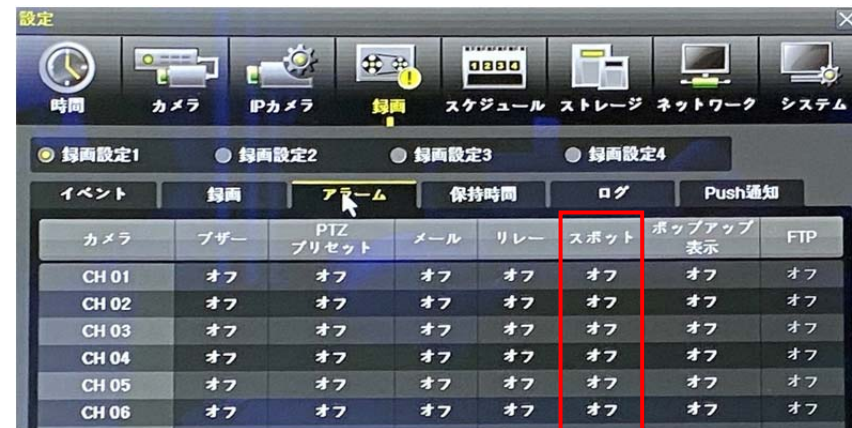 設定
1234
時間 カメラ IPカメラ 録画 スケジュール ストレージ ネットワーク システム
録画設定1 録画設定2 録画設定3 録画設定4
イベント 録画 アラーム 保持時間 ログ Push通知
カメラ ブザー PTZプリセット メール リレー スポット ポップアップ表示 FTP
CH 01 オフ オフ オフ オフ オフ オフ オフ
CH 02 オフ オフ オフ オフ オフ オフ オフ
CH 03 オフ オフ オフ オフ オフ オフ オフ
CH 04 オフ オフ オフ オフ オフ オフ オフ
CH 05 オフ オフ オフ オフ オフ オフ オフ
CH 06 オフ オフ オフ オフ オフ オフ オフ